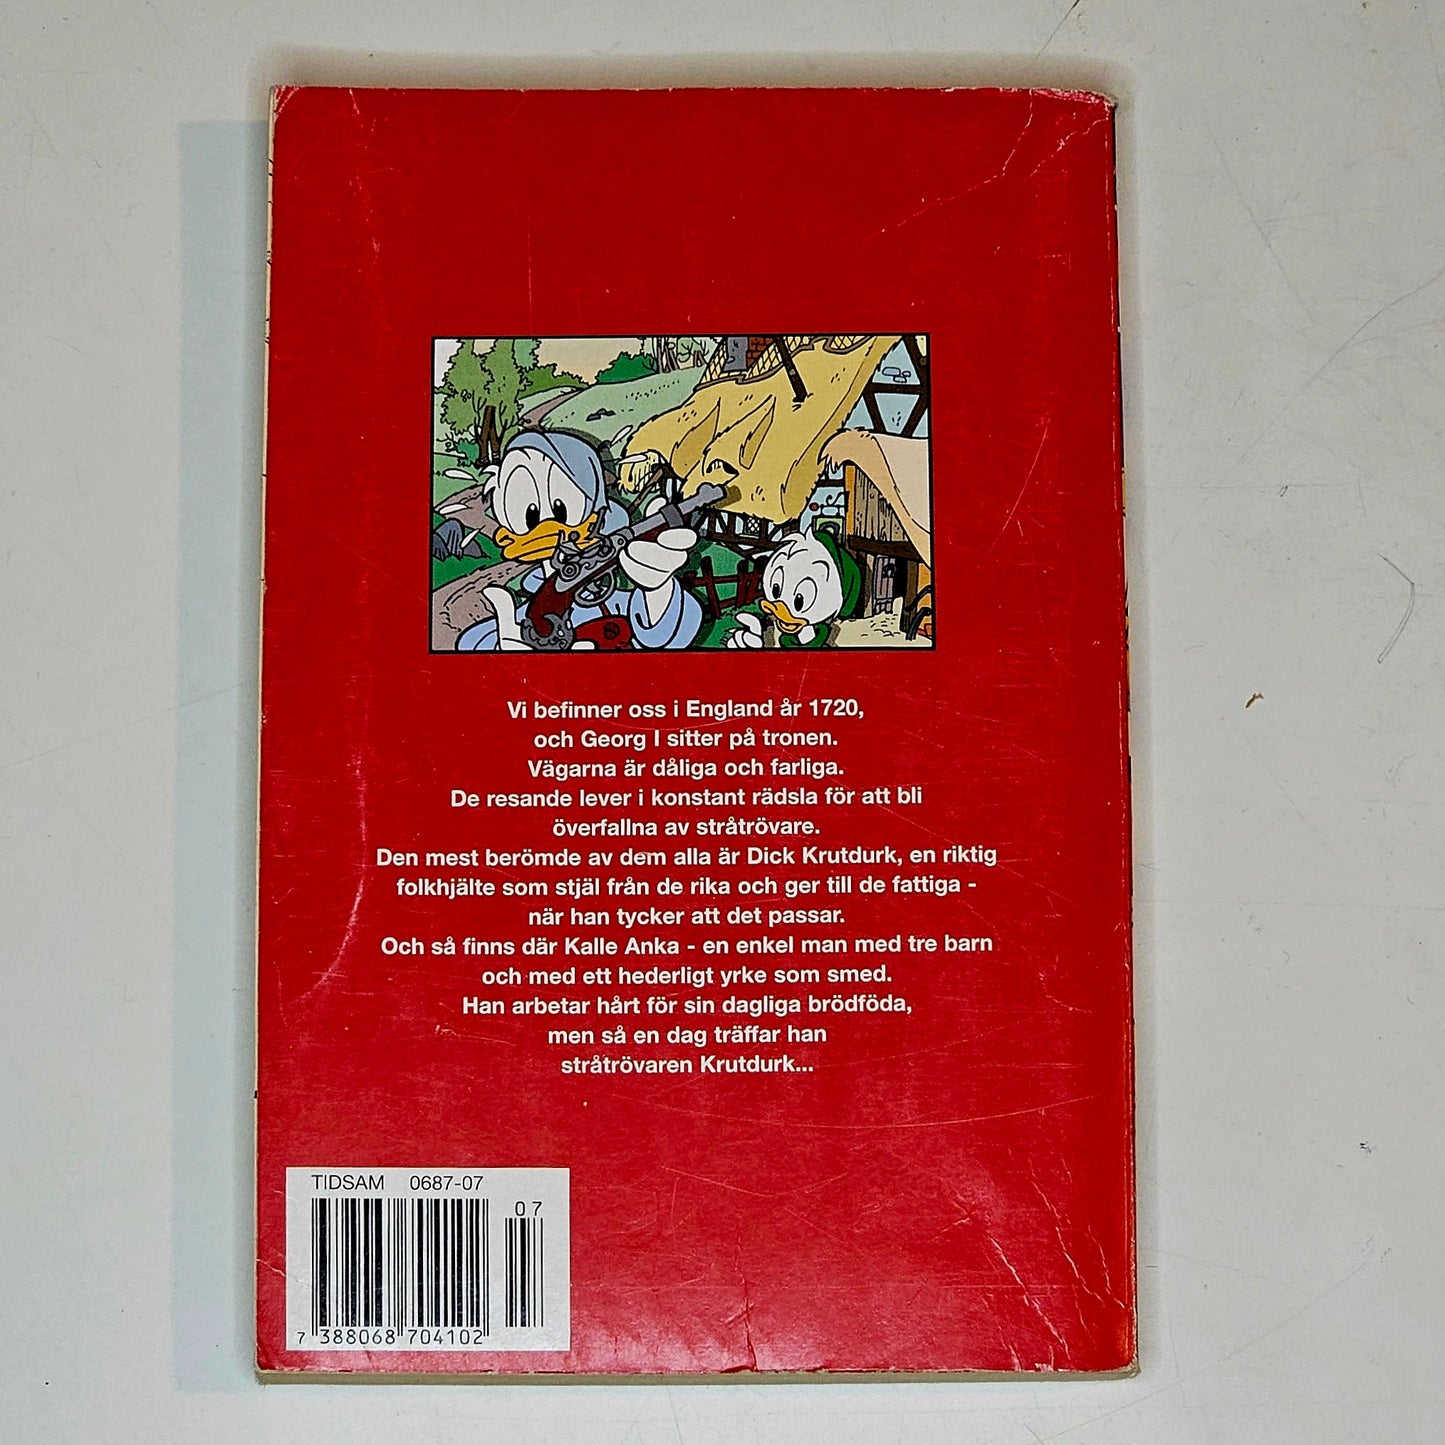 Vi befinner oss i England år 1720,
och Georg I sitter på tronen.
Vägarna är dåliga och farliga.
De resande lever i konstant rädsla för att bli
överfallna av stråtrövare.
Den mest berömde av dem alla är Dick Krutdurk, en riktig
folkhjälte som stjäl från de rika och ger till de fattiga -
när han tycker att det passar.
Och så finns där Kalle Anka - en enkel man med tre barn
och med ett hederligt yrke som smed.
Han arbetar hårt för sin dagliga brödföda,
men så en dag träffar han
stråtrövaren Krutdurk...
TIDSAM 0687-07
07
7 388068 704102